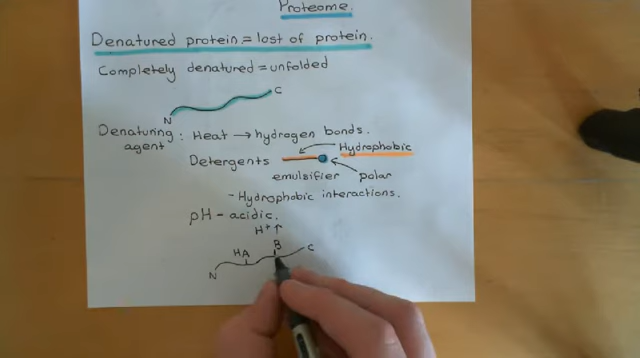 Proteome.
Denatured protein = lost of protein.
Completely denatured = unfolded
C
N
Denaturing agent : Heat → hydrogen bonds.
Hydrophobic
Detergents
emulsifier polar
- Hydrophobic interactions.
pH - acidic.
H+ ↑
HA B C
N